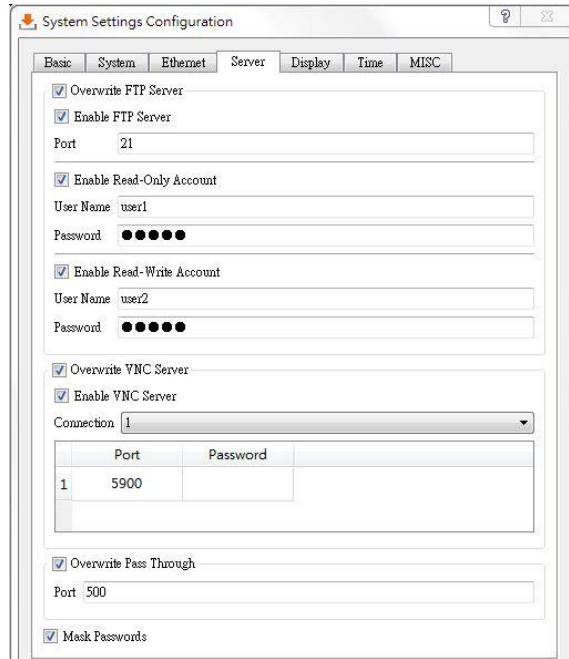 System Settings Configuration
Basic System Ethernet Server Display Time MISC
Overwrite FTP Server
Enable FTP Server
Port 21
Enable Read-Only Account
User Name user1
Password ●●●●●
Enable Read-Write Account
User Name user2
Password ●●●●●
Overwrite VNC Server
Enable VNC Server
Connection 1
Port Password
1 5900
Overwrite Pass Through
Port 500
Mask Passwords